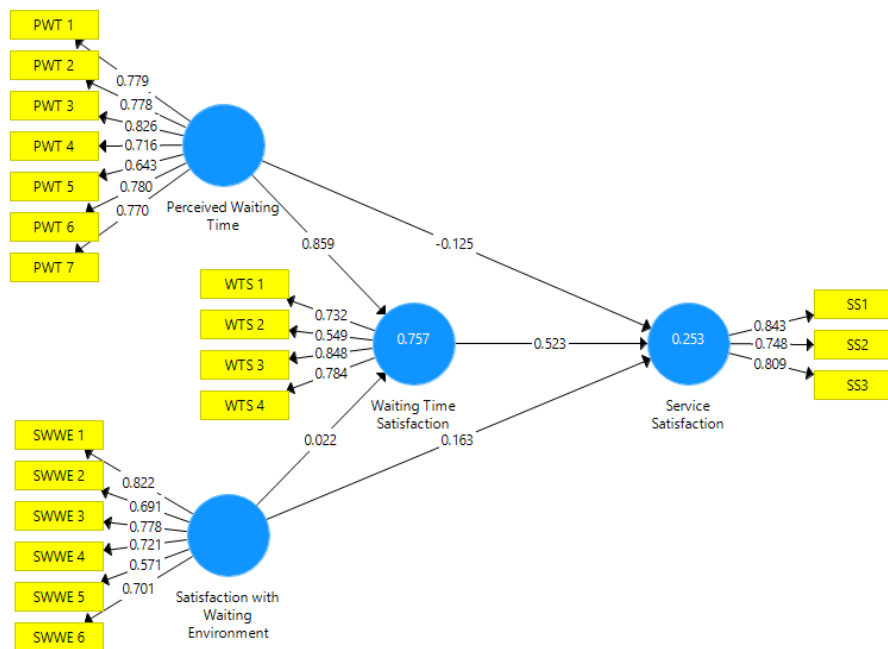 PWT 1
PWT 2
PWT 3
PWT 4
PWT 5
PWT 6
PWT 7
0.779
0.778
0.826
0.716
0.643
0.780
0.770
Perceived Waiting
Time
0.859
-0.125
WTS 1
WTS 2
WTS 3
WTS 4
0.732
0.549
0.848
0.784
0.757
Waiting Time
Satisfaction
0.523
0.253
Service
Satisfaction
0.843
0.748
0.809
SS1
SS2
SS3
0.022
0.163
SWWE 1
SWWE 2
SWWE 3
SWWE 4
SWWE 5
SWWE 6
0.822
0.691
0.778
0.721
0.571
0.701
Satisfaction with
Waiting
Environment